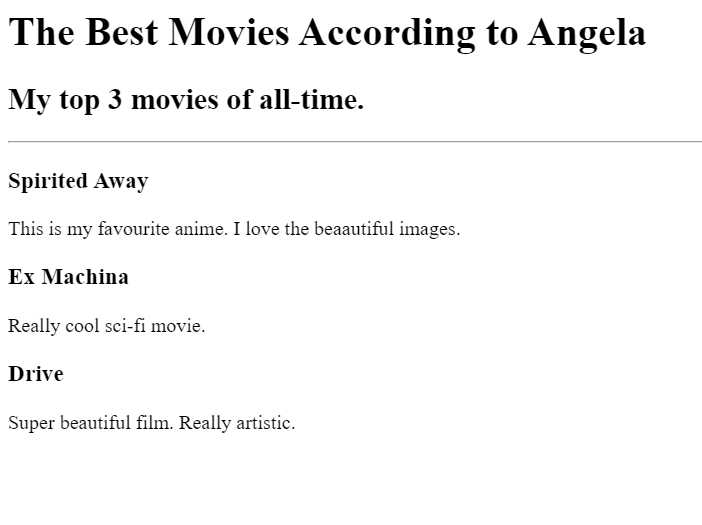 The Best Movies According to Angela
My top 3 movies of all-time.
Spirited Away
This is my favourite anime. I love the beaautiful images.
Ex Machina
Really cool sci-fi movie.
Drive
Super beautiful film. Really artistic.